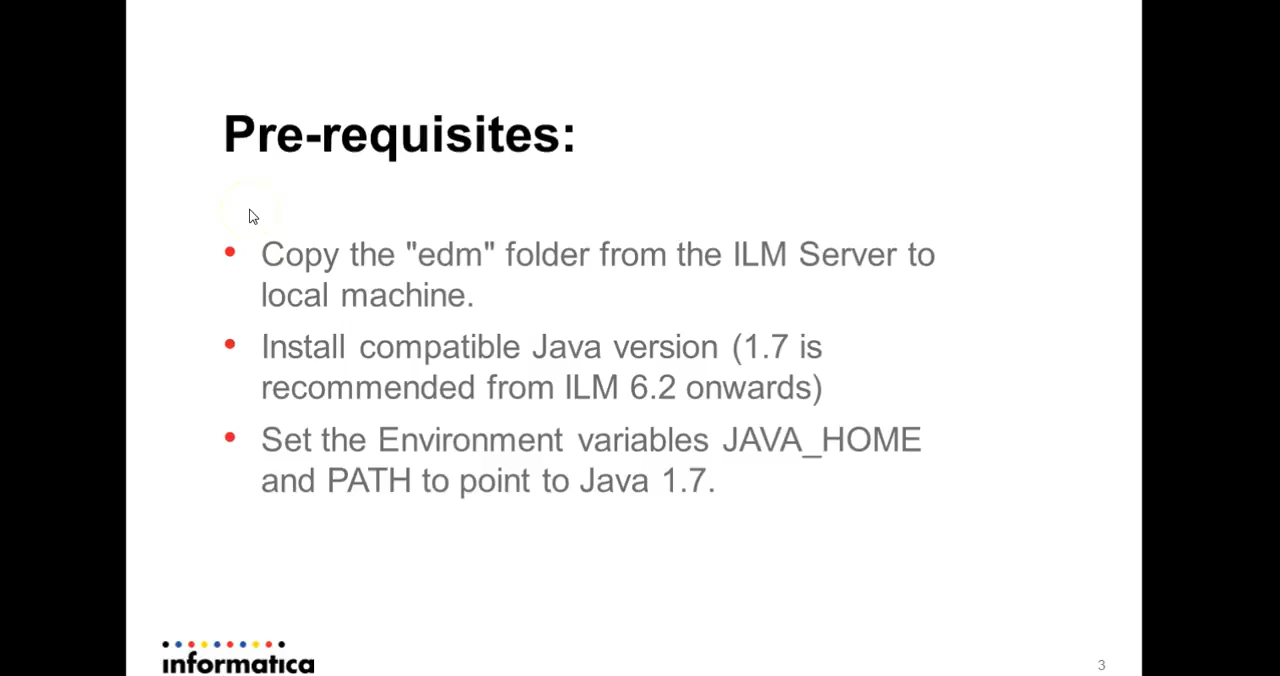 Pre-requisites:
• Copy the "edm" folder from the ILM Server to
local machine.
• Install compatible Java version (1.7 is
recommended from ILM 6.2 onwards)
• Set the Environment variables JAVA_HOME
and PATH to point to Java 1.7.
informatica
3